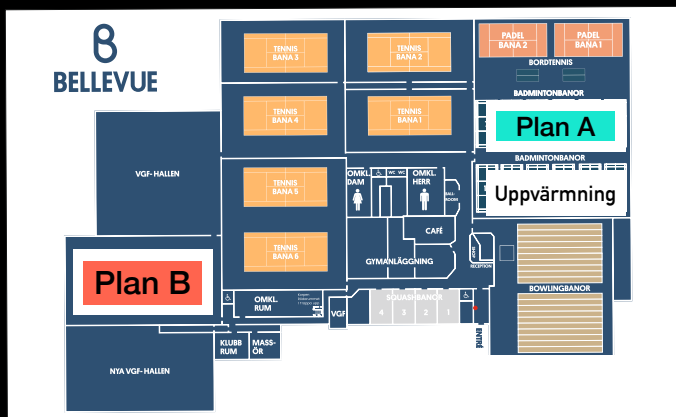 BELLEVUE
TENNIS
BANA 3
TENNIS
BANA 2
PADEL
BANA 2
PADEL
BANA 1
BORDTENNIS
BADMINTONBANOR
TENNIS
BANA 4
TENNIS
BANA 1
Plan A
BADMINTONBANOR
VGF-HALLEN
TENNIS
BANA 5
OMKL.
DAM
WC
WC
OMKL.
HERR
BALL-
ROOM
Uppvärmning
CAFÉ
TENNIS
BANA 6
GYMANLÄGGNING
SHOP
RECEPTION
Plan B
BOWLINGBANOR
OMKL.
RUM
SQUASHBANOR
4
3
2
1
VGF
ENTRÉ
KLUBB
RUM
MASS-
ÖR
NYA VGF-HALLEN